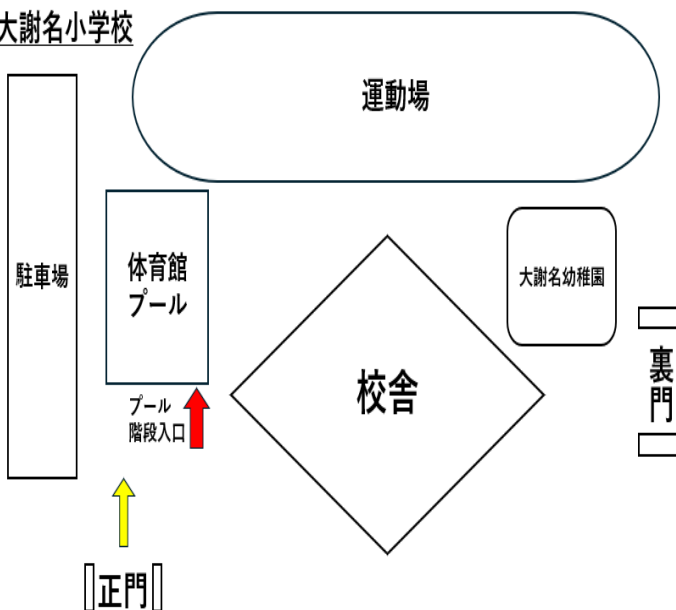 大謝名小学校
運動場
駐車場
体育館
プール
大謝名幼稚園
校舎
裏門
プール
階段入口
正門